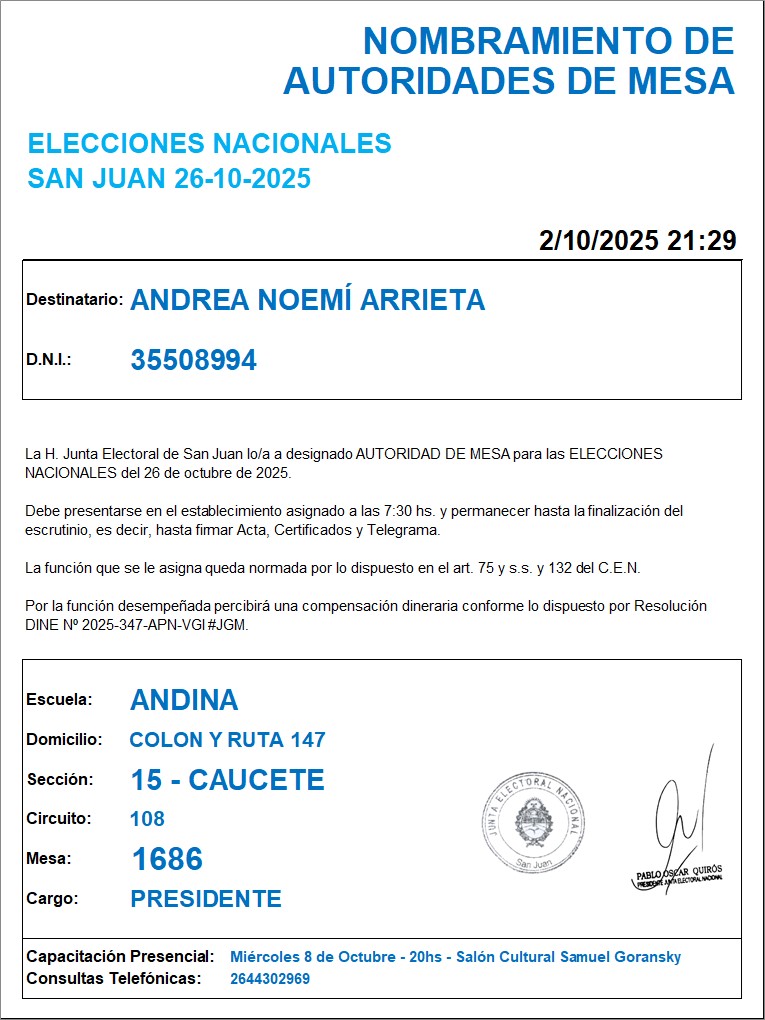 NOMBRAMIENTO DE
AUTORIDADES DE MESA
ELECCIONES NACIONALES
SAN JUAN 26-10-2025
2/10/2025 21:29
Destinatario: ANDREA NOEMÍ ARRIETA
D.N.I.: 35508994
La H. Junta Electoral de San Juan lo/a a designado AUTORIDAD DE MESA para las ELECCIONES
NACIONALES del 26 de octubre de 2025.
Debe presentarse en el establecimiento asignado a las 7:30 hs. y permanecer hasta la finalización del
escrutinio, es decir, hasta firmar Acta, Certificados y Telegrama.
La función que se le asigna queda normada por lo dispuesto en el art. 75 y s.s. y 132 del C.E.N.
Por la función desempeñada percibirá una compensación dineraria conforme lo dispuesto por Resolución
DINE Nº 2025-347-APN-VGI#JGM.
Escuela: ANDINA
Domicilio: COLON Y RUTA 147
Sección: 15 - CAUCETE
Circuito: 108
Mesa: 1686
Cargo: PRESIDENTE
JUNTA ELECTORAL NACIONAL
San Juan
PABLO OSCAR QUIRÓS
PRESIDENTE JUNTA ELECTORAL NACIONAL
Capacitación Presencial: Miércoles 8 de Octubre - 20hs - Salón Cultural Samuel Goransky
Consultas Telefónicas: 2644302969